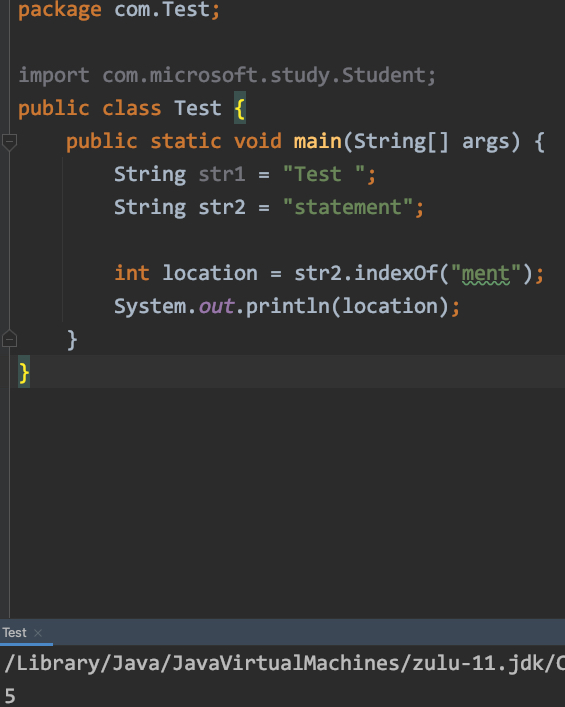 package com.Test;
import com.microsoft.study.Student;
public class Test {
public static void main(String[] args) {
String str1 = "Test ";
String str2 = "statement";
int location = str2.indexOf("ment");
System.out.println(location);
}
}
Test ×
/Library/Java/JavaVirtualMachines/zulu-11.jdk/C
5